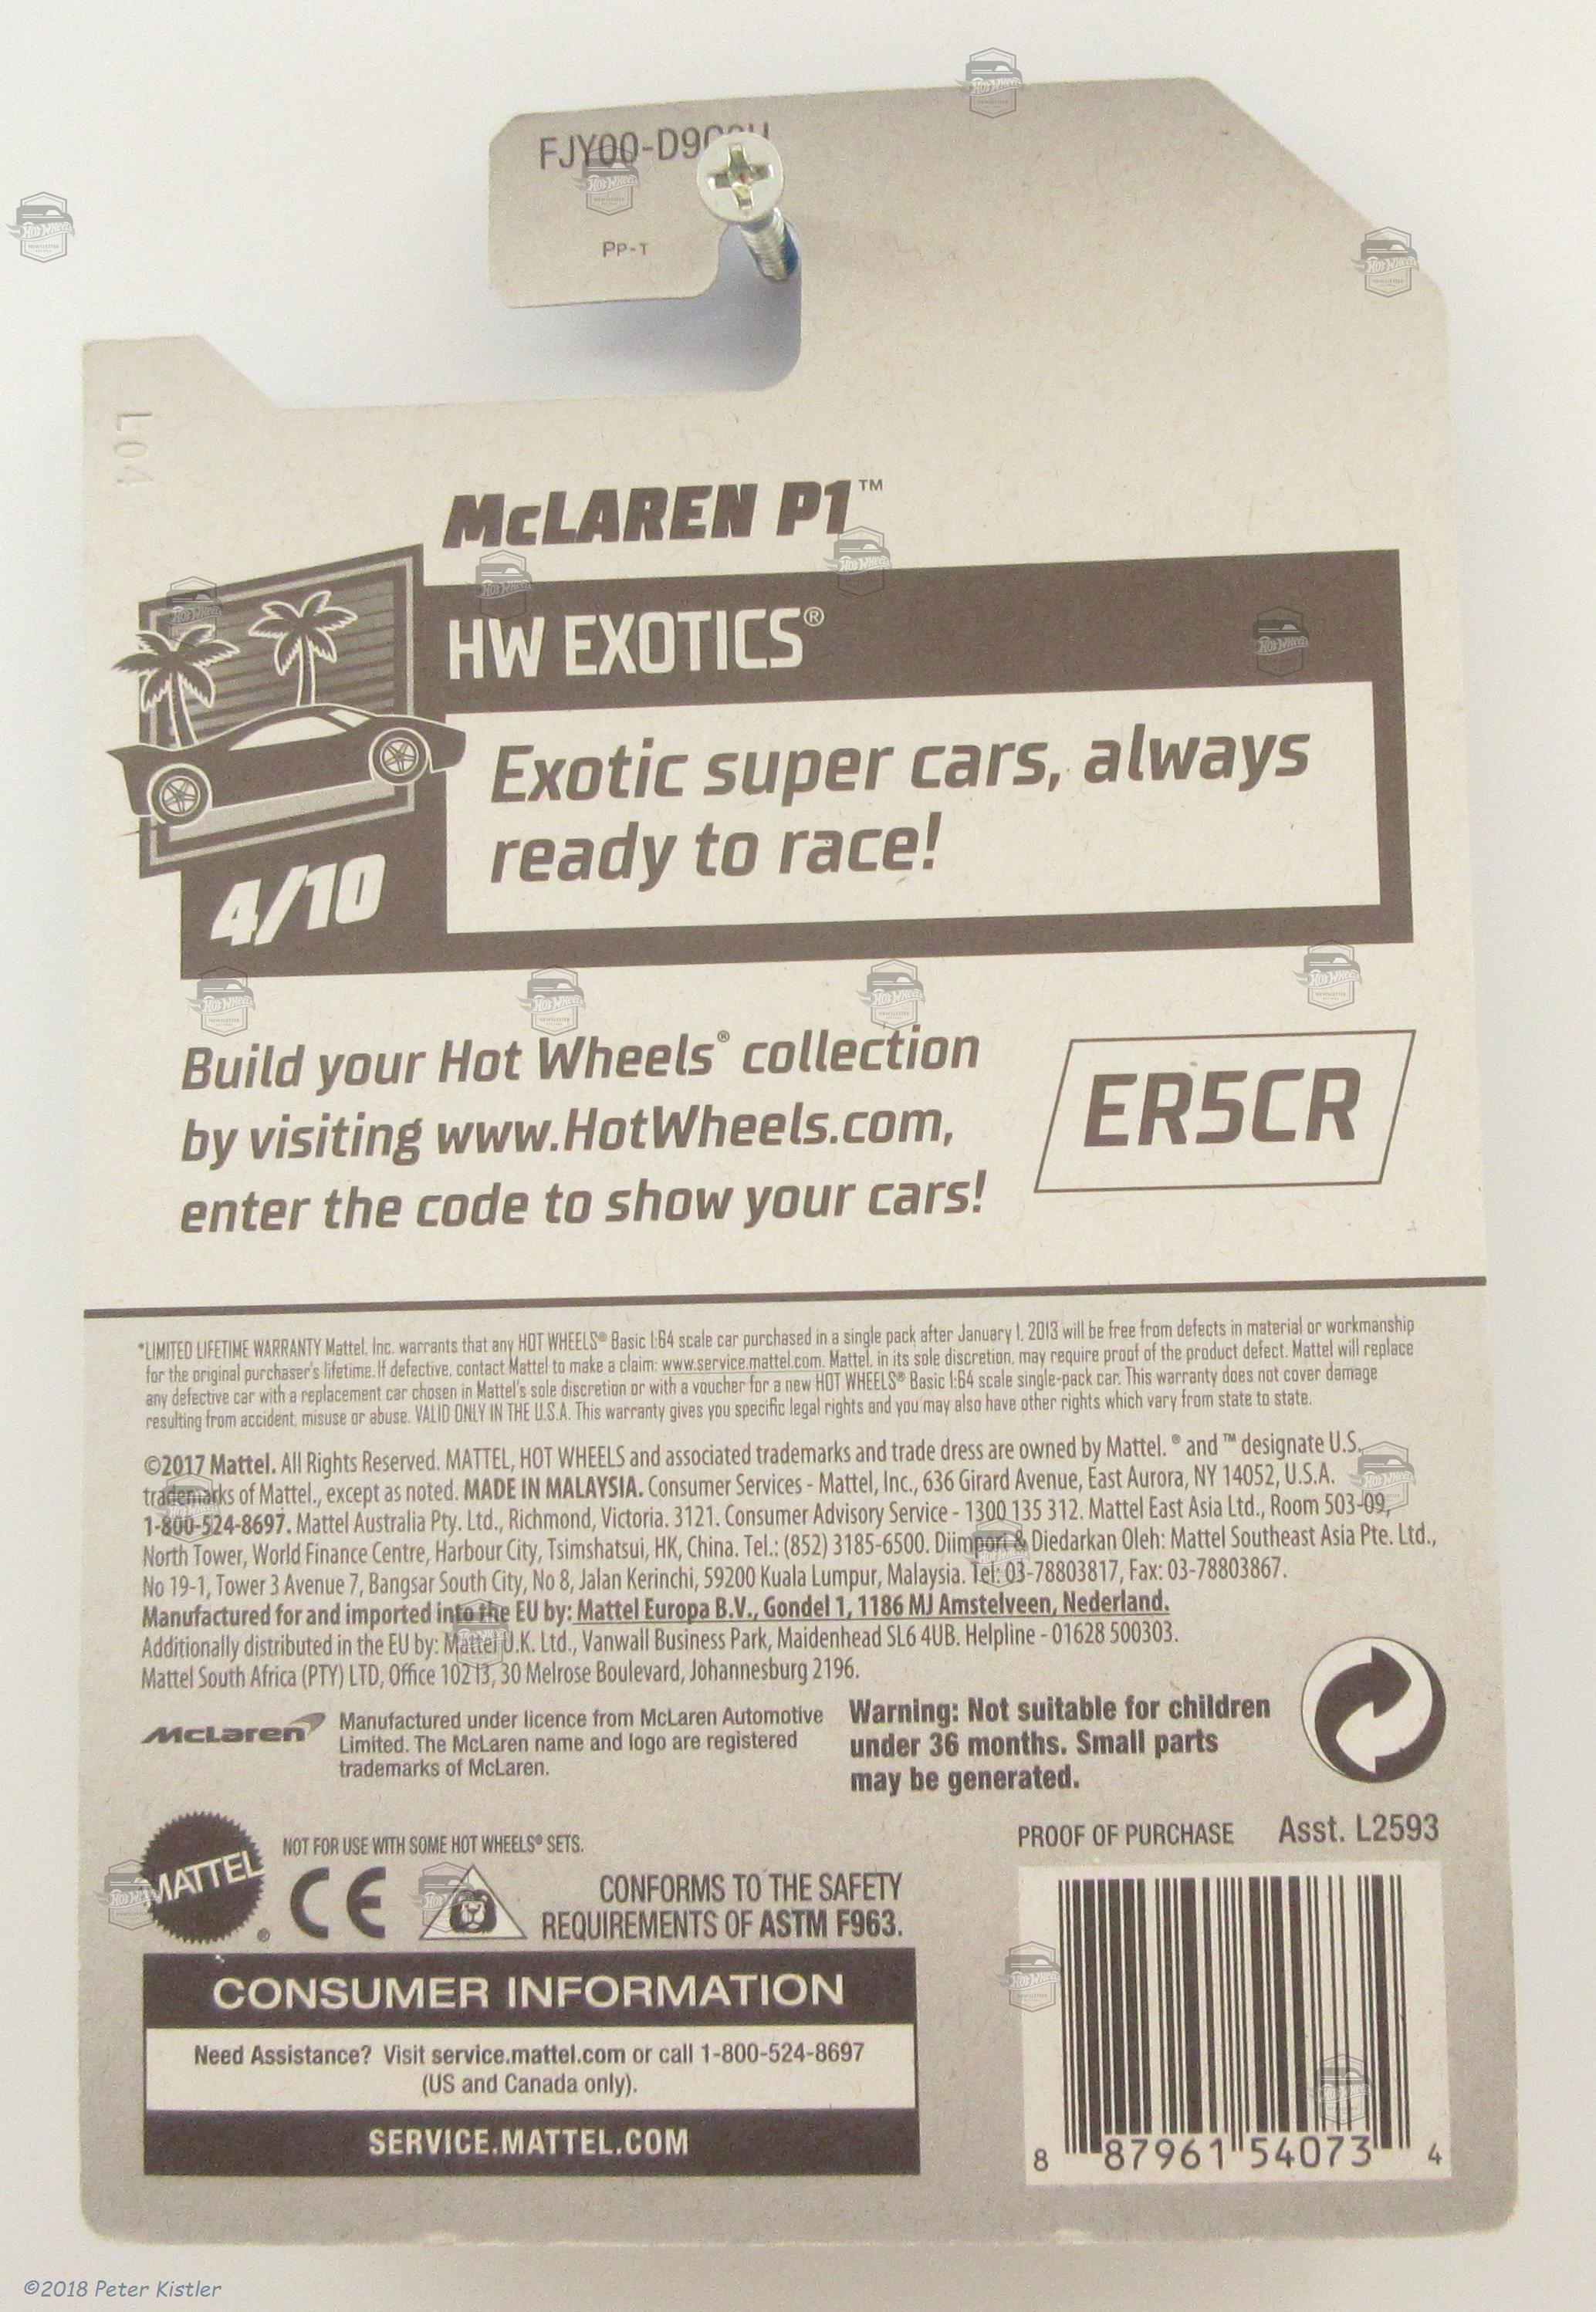 FJY00-D9
PP-T
L04
McLAREN P1™
HW EXOTICS®
Exotic super cars, always
ready to race!
4/10
Build your Hot Wheels® collection
by visiting www.HotWheels.com,
enter the code to show your cars!
ER5CR
*LIMITED LIFETIME WARRANTY Mattel, Inc. warrants that any HOT WHEELS® Basic 1:64 scale car purchased in a single pack after January 1, 2013 will be free from defects in material or workmanship
for the original purchaser's lifetime. If defective, contact Mattel to make a claim: www.service.mattel.com. Mattel, in its sole discretion, may require proof of the product defect. Mattel will replace
any defective car with a replacement car chosen in Mattel's sole discretion or with a voucher for a new HOT WHEELS® Basic 1:64 scale single-pack car. This warranty does not cover damage
resulting from accident, misuse or abuse. VALID ONLY IN THE U.S.A. This warranty gives you specific legal rights and you may also have other rights which vary from state to state.
©2017 Mattel. All Rights Reserved. MATTEL, HOT WHEELS and associated trademarks and trade dress are owned by Mattel. ® and ™ designate U.S.
trademarks of Mattel., except as noted. MADE IN MALAYSIA. Consumer Services - Mattel, Inc., 636 Girard Avenue, East Aurora, NY 14052, U.S.A.
1-800-524-8697. Mattel Australia Pty. Ltd., Richmond, Victoria. 3121. Consumer Advisory Service - 1300 135 312. Mattel East Asia Ltd., Room 503-09,
North Tower, World Finance Centre, Harbour City, Tsimshatsui, HK, China. Tel.: (852) 3185-6500. Diimport & Diedarkan Oleh: Mattel Southeast Asia Pte. Ltd.,
No 19-1, Tower 3 Avenue 7, Bangsar South City, No 8, Jalan Kerinchi, 59200 Kuala Lumpur, Malaysia. Tel: 03-78803817, Fax: 03-78803867.
Manufactured for and imported into the EU by: Mattel Europa B.V., Gondel 1, 1186 MJ Amstelveen, Nederland.
Additionally distributed in the EU by: Mattel U.K. Ltd., Vanwall Business Park, Maidenhead SL6 4UB. Helpline - 01628 500303.
Mattel South Africa (PTY) LTD, Office 102 I3, 30 Melrose Boulevard, Johannesburg 2196.
McLaren
Manufactured under licence from McLaren Automotive
Limited. The McLaren name and logo are registered
trademarks of McLaren.
Warning: Not suitable for children
under 36 months. Small parts
may be generated.
MATTEL®
NOT FOR USE WITH SOME HOT WHEELS® SETS.
CE
CONFORMS TO THE SAFETY
REQUIREMENTS OF ASTM F963.
PROOF OF PURCHASE Asst. L2593
CONSUMER INFORMATION
Need Assistance? Visit service.mattel.com or call 1-800-524-8697
(US and Canada only).
SERVICE.MATTEL.COM
8 87961 54073 4
©2018 Peter Kistler